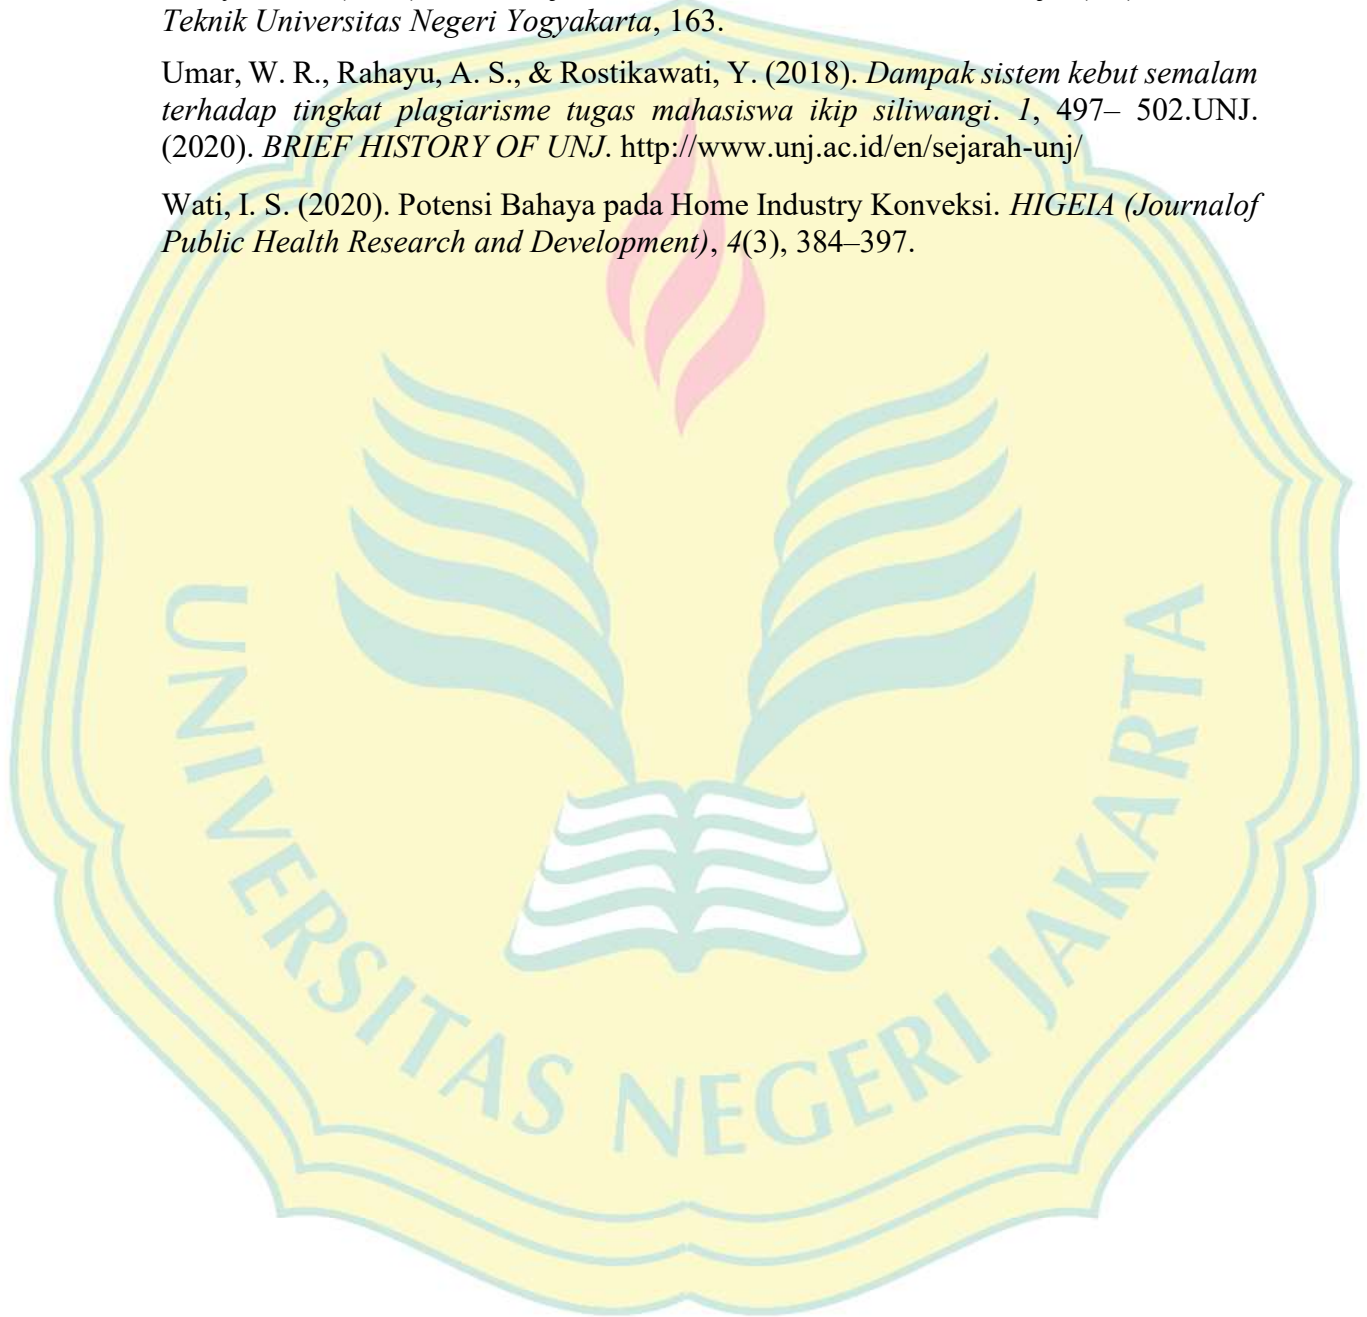 Teknik Universitas Negeri Yogyakarta, 163.
Umar, W. R., Rahayu, A. S., & Rostikawati, Y. (2018). Dampak sistem kebut semalam
terhadap tingkat plagiarisme tugas mahasiswa ikip siliwangi. 1, 497– 502.UNJ.
(2020). BRIEF HISTORY OF UNJ. http://www.unj.ac.id/en/sejarah-unj/
Wati, I. S. (2020). Potensi Bahaya pada Home Industry Konveksi. HIGEIA (Journalof
Public Health Research and Development), 4(3), 384–397.
UNIVERSITAS NEGERI JAKARTA